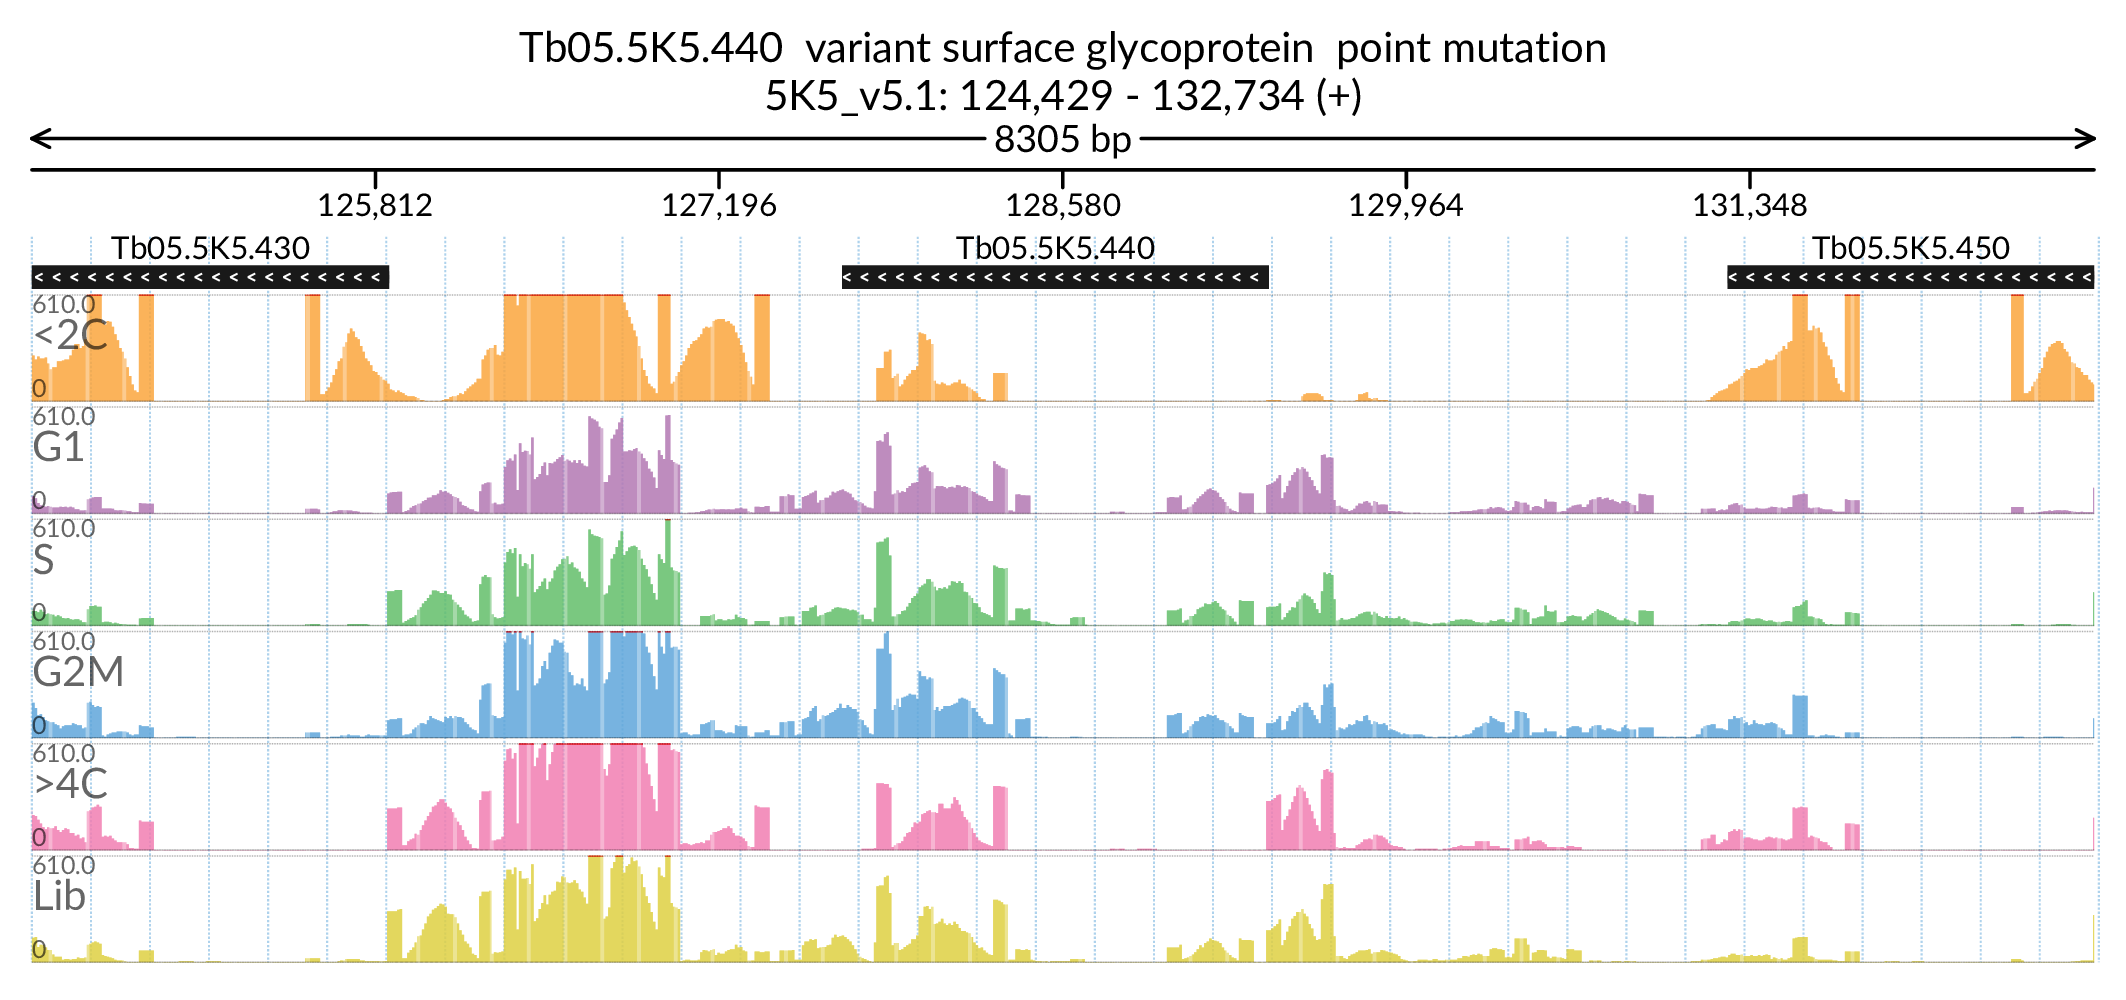 Tb05.5K5.440 variant surface glycoprotein point mutation
5K5_v5.1: 124,429 - 132,734 (+)
8305 bp
125,812 127,196 128,580 129,964 131,348
Tb05.5K5.430 Tb05.5K5.440 Tb05.5K5.450
610.0
<2C
0
610.0
G1
0
610.0
S
0
610.0
G2M
0
610.0
>4C
0
610.0
Lib
0